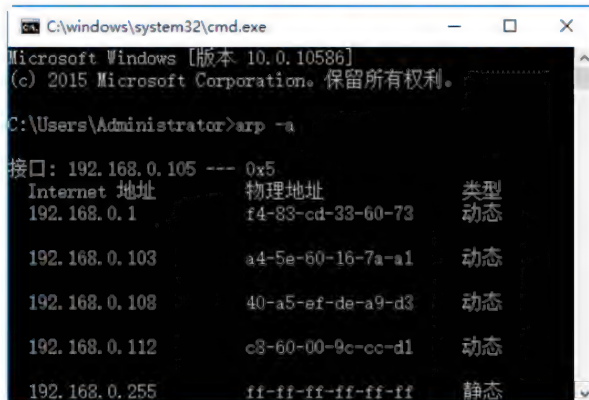 C:\windows\system32\cmd.exe
Microsoft Windows [版本 10.0.10586]
(c) 2015 Microsoft Corporation。保留所有权利。
C:\Users\Administrator>arp -a
接口: 192.168.0.105 --- 0x5
Internet 地址 物理地址 类型
192.168.0.1 f4-83-cd-33-60-73 动态
192.168.0.103 a4-5e-60-16-7a-a1 动态
192.168.0.108 40-a5-ef-de-a9-d3 动态
192.168.0.112 c8-60-00-9c-cc-d1 动态
192.168.0.255 ff-ff-ff-ff-ff-ff 静态